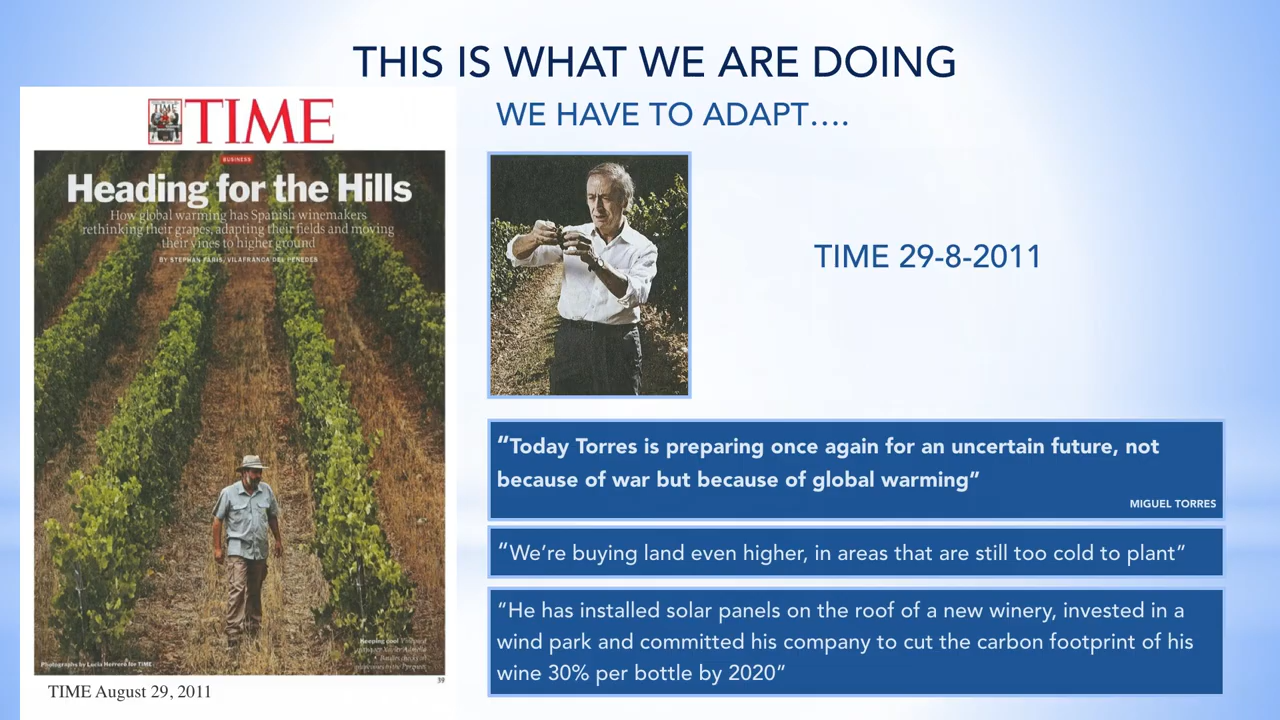 THIS IS WHAT WE ARE DOING
WE HAVE TO ADAPT....
TIME
TIME
BUSINESS
Heading for the Hills
How global warming has Spanish winemakers
rethinking their grapes, adapting their fields and moving
their vines to higher ground
BY STEPHAN FARIS, VILAFRANCA DEL PENEDÈS
Keeping cool
Photographs by Lucía Herrero for TIME
39
TIME August 29, 2011
TIME 29-8-2011
“Today Torres is preparing once again for an uncertain future, not
because of war but because of global warming”
MIGUEL TORRES
“We’re buying land even higher, in areas that are still too cold to plant”
“He has installed solar panels on the roof of a new winery, invested in a
wind park and committed his company to cut the carbon footprint of his
wine 30% per bottle by 2020”